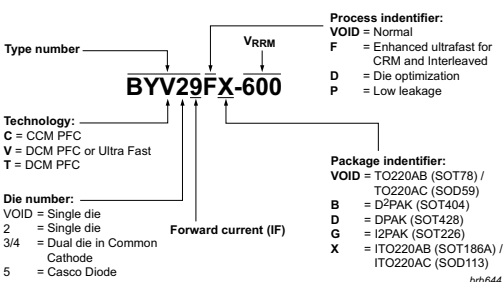 Type number
VRRM
BYV29FX-600
Process indentifier:
VOID = Normal
F = Enhanced ultrafast for
CRM and Interleaved
D = Die optimization
P = Low leakage
Technology:
C = CCM PFC
V = DCM PFC or Ultra Fast
T = DCM PFC
Die number:
VOID = Single die
2 = Single die
3/4 = Dual die in Common
Cathode
5 = Casco Diode
Forward current (IF)
Package indentifier:
VOID = TO220AB (SOT78) /
TO220AC (SOD59)
B = D2PAK (SOT404)
D = DPAK (SOT428)
G = I2PAK (SOT226)
X = ITO220AB (SOT186A) /
ITO220AC (SOD113)
brb644